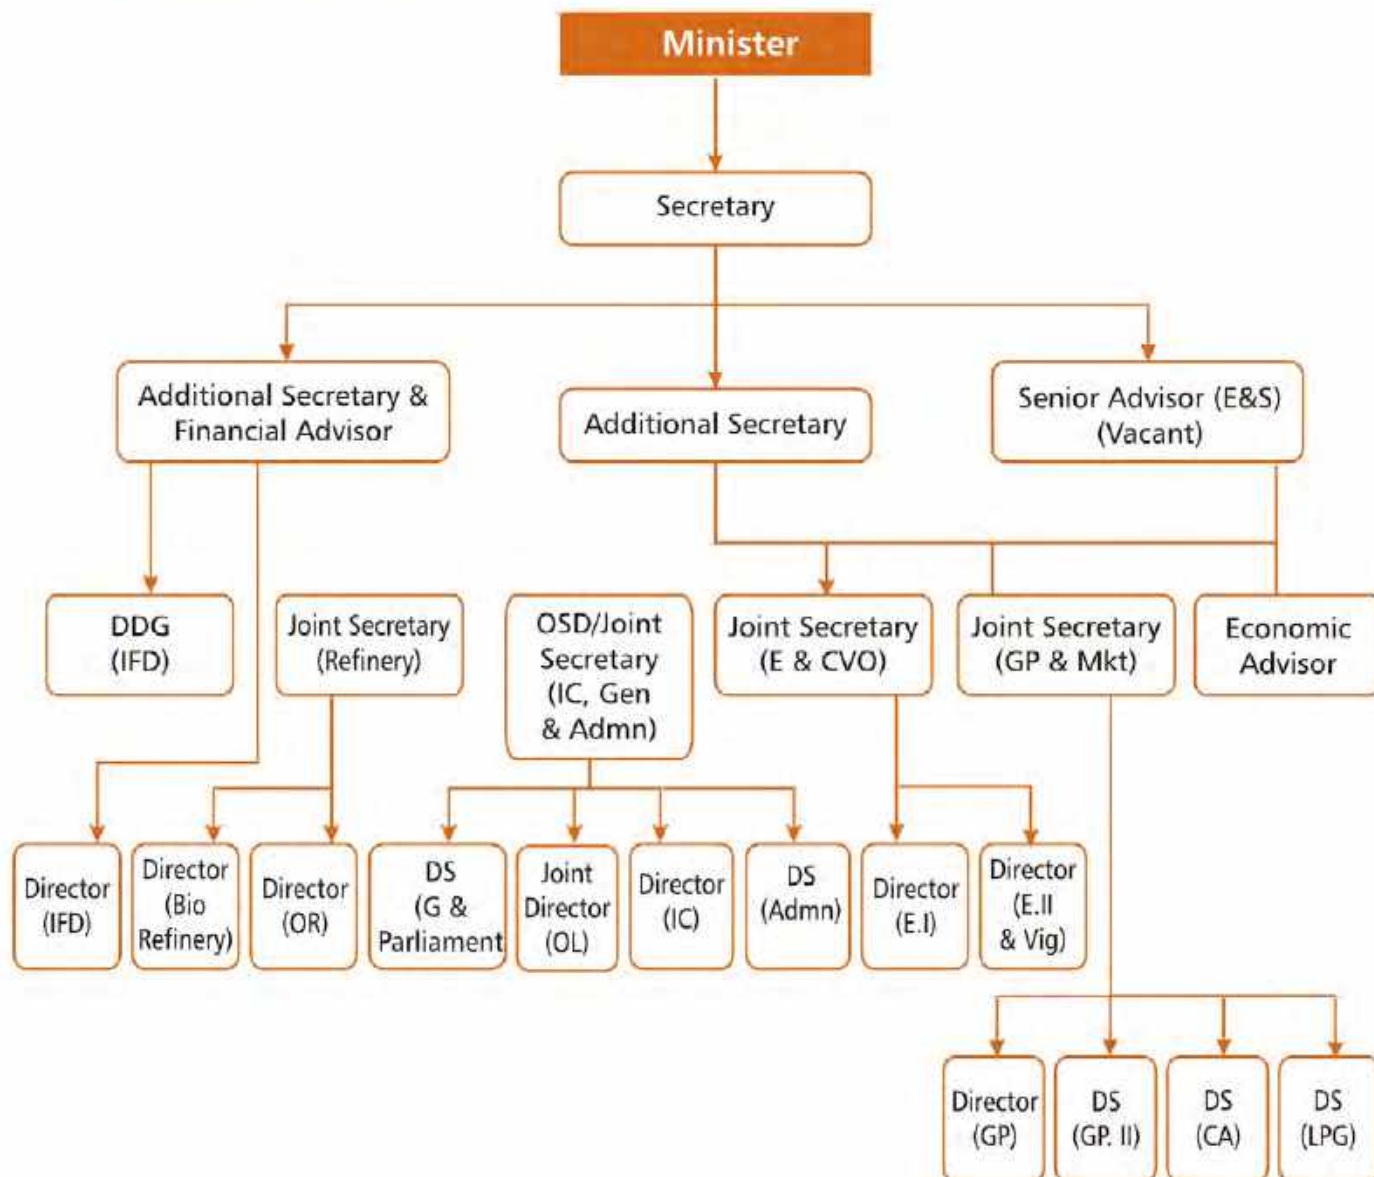 Minister
Secretary
Additional Secretary &
Financial Advisor
Additional Secretary
Senior Advisor (E&S)
(Vacant)
DDG
(IFD)
Joint Secretary
(Refinery)
OSD/Joint
Secretary
(IC, Gen
& Admn)
Joint Secretary
(E & CVO)
Joint Secretary
(GP & Mkt)
Economic
Advisor
Director
(IFD)
Director
(Bio
Refinery)
Director
(OR)
DS
(G &
Parliament
Joint
Director
(OL)
Director
(IC)
DS
(Admn)
Director
(E.I)
Director
(E.II
& Vig)
Director
(GP)
DS
(GP. II)
DS
(CA)
DS
(LPG)